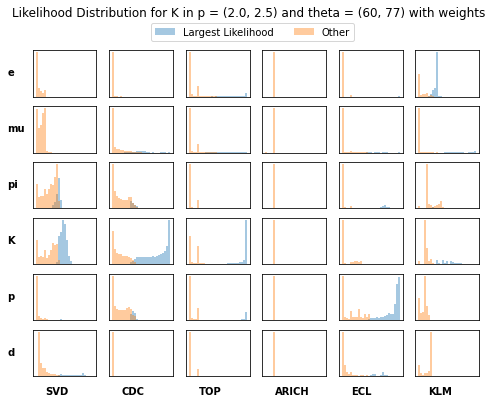 Likelihood Distribution for K in p = (2.0, 2.5) and theta = (60, 77) with weights
Largest Likelihood Other
e
mu
pi
K
p
d
SVD CDC TOP ARICH ECL KLM